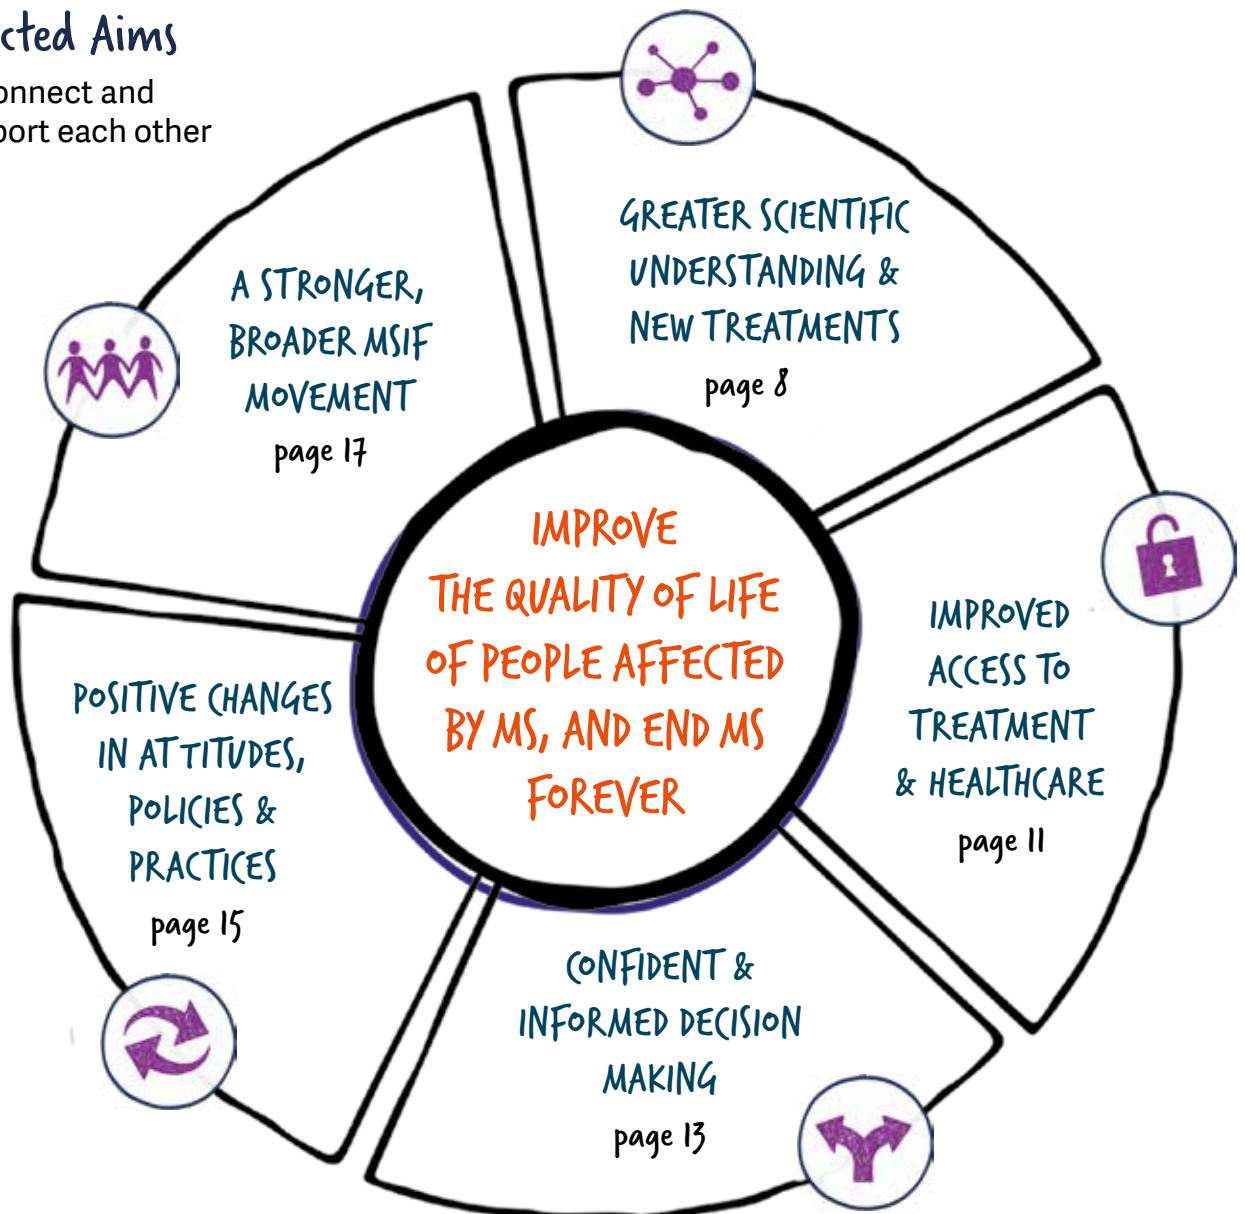 cted Aims
onnect and
port each other
GREATER SCIENTIFIC
UNDERSTANDING &
NEW TREATMENTS
page 8
A STRONGER,
BROADER MSIF
MOVEMENT
page 17
IMPROVE
THE QUALITY OF LIFE
OF PEOPLE AFFECTED
BY MS, AND END MS
FOREVER
IMPROVED
ACCESS TO
TREATMENT
& HEALTHCARE
page 11
POSITIVE CHANGES
IN ATTITUDES,
POLICIES &
PRACTICES
page 15
CONFIDENT &
INFORMED DECISION
MAKING
page 13